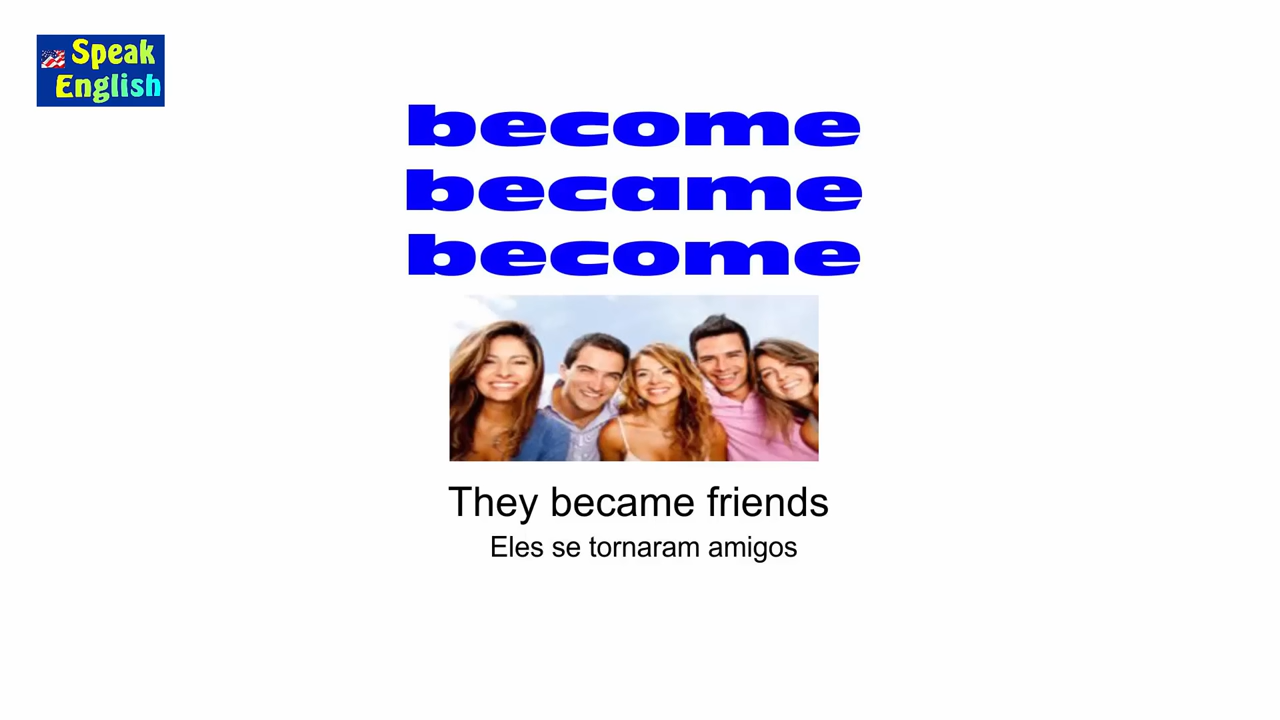 Speak
English
become
became
become
They became friends
Eles se tornaram amigos